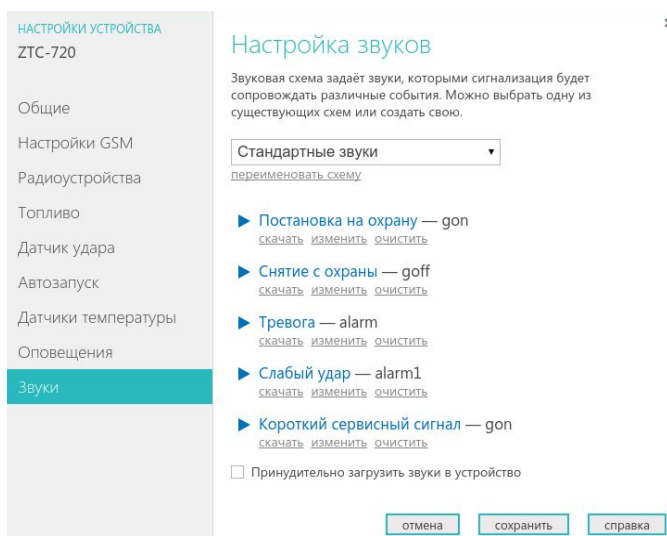 НАСТРОЙКИ УСТРОЙСТВА
ZTC-720
Общие
Настройки GSM
Радиоустройства
Топливо
Датчик удара
Автозапуск
Датчики температуры
Оповещения
Звуки
Настройка звуков
Звуковая схема задаёт звуки, которыми сигнализация будет
сопровождать различные события. Можно выбрать одну из
существующих схем или создать свою.
Стандартные звуки
переименовать схему
Постановка на охрану — gon
скачать изменить очистить
Снятие с охраны — goff
скачать изменить очистить
Тревога — alarm
скачать изменить очистить
Слабый удар — alarm1
скачать изменить очистить
Короткий сервисный сигнал — gon
скачать изменить очистить
Принудительно загрузить звуки в устройство
отмена сохранить справка